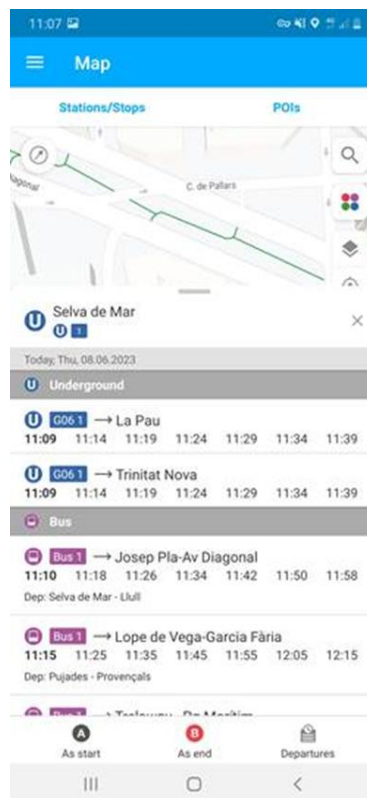 11:07
Map
Stations/Stops POIs
agonal
C. de Pallars
U Selva de Mar
U 1
Today, Thu, 08.06.2023
U Underground
U G06 1 → La Pau
11:09 11:14 11:19 11:24 11:29 11:34 11:39
U G06 1 → Trinitat Nova
11:09 11:14 11:19 11:24 11:29 11:34 11:39
Bus
Bus 1 → Josep Pla-Av Diagonal
11:10 11:18 11:26 11:34 11:42 11:50 11:58
Dep: Selva de Mar - Llull
Bus 1 → Lope de Vega-Garcia Fària
11:15 11:25 11:35 11:45 11:55 12:05 12:15
Dep: Pujades - Provençals
A B
As start As end Departures